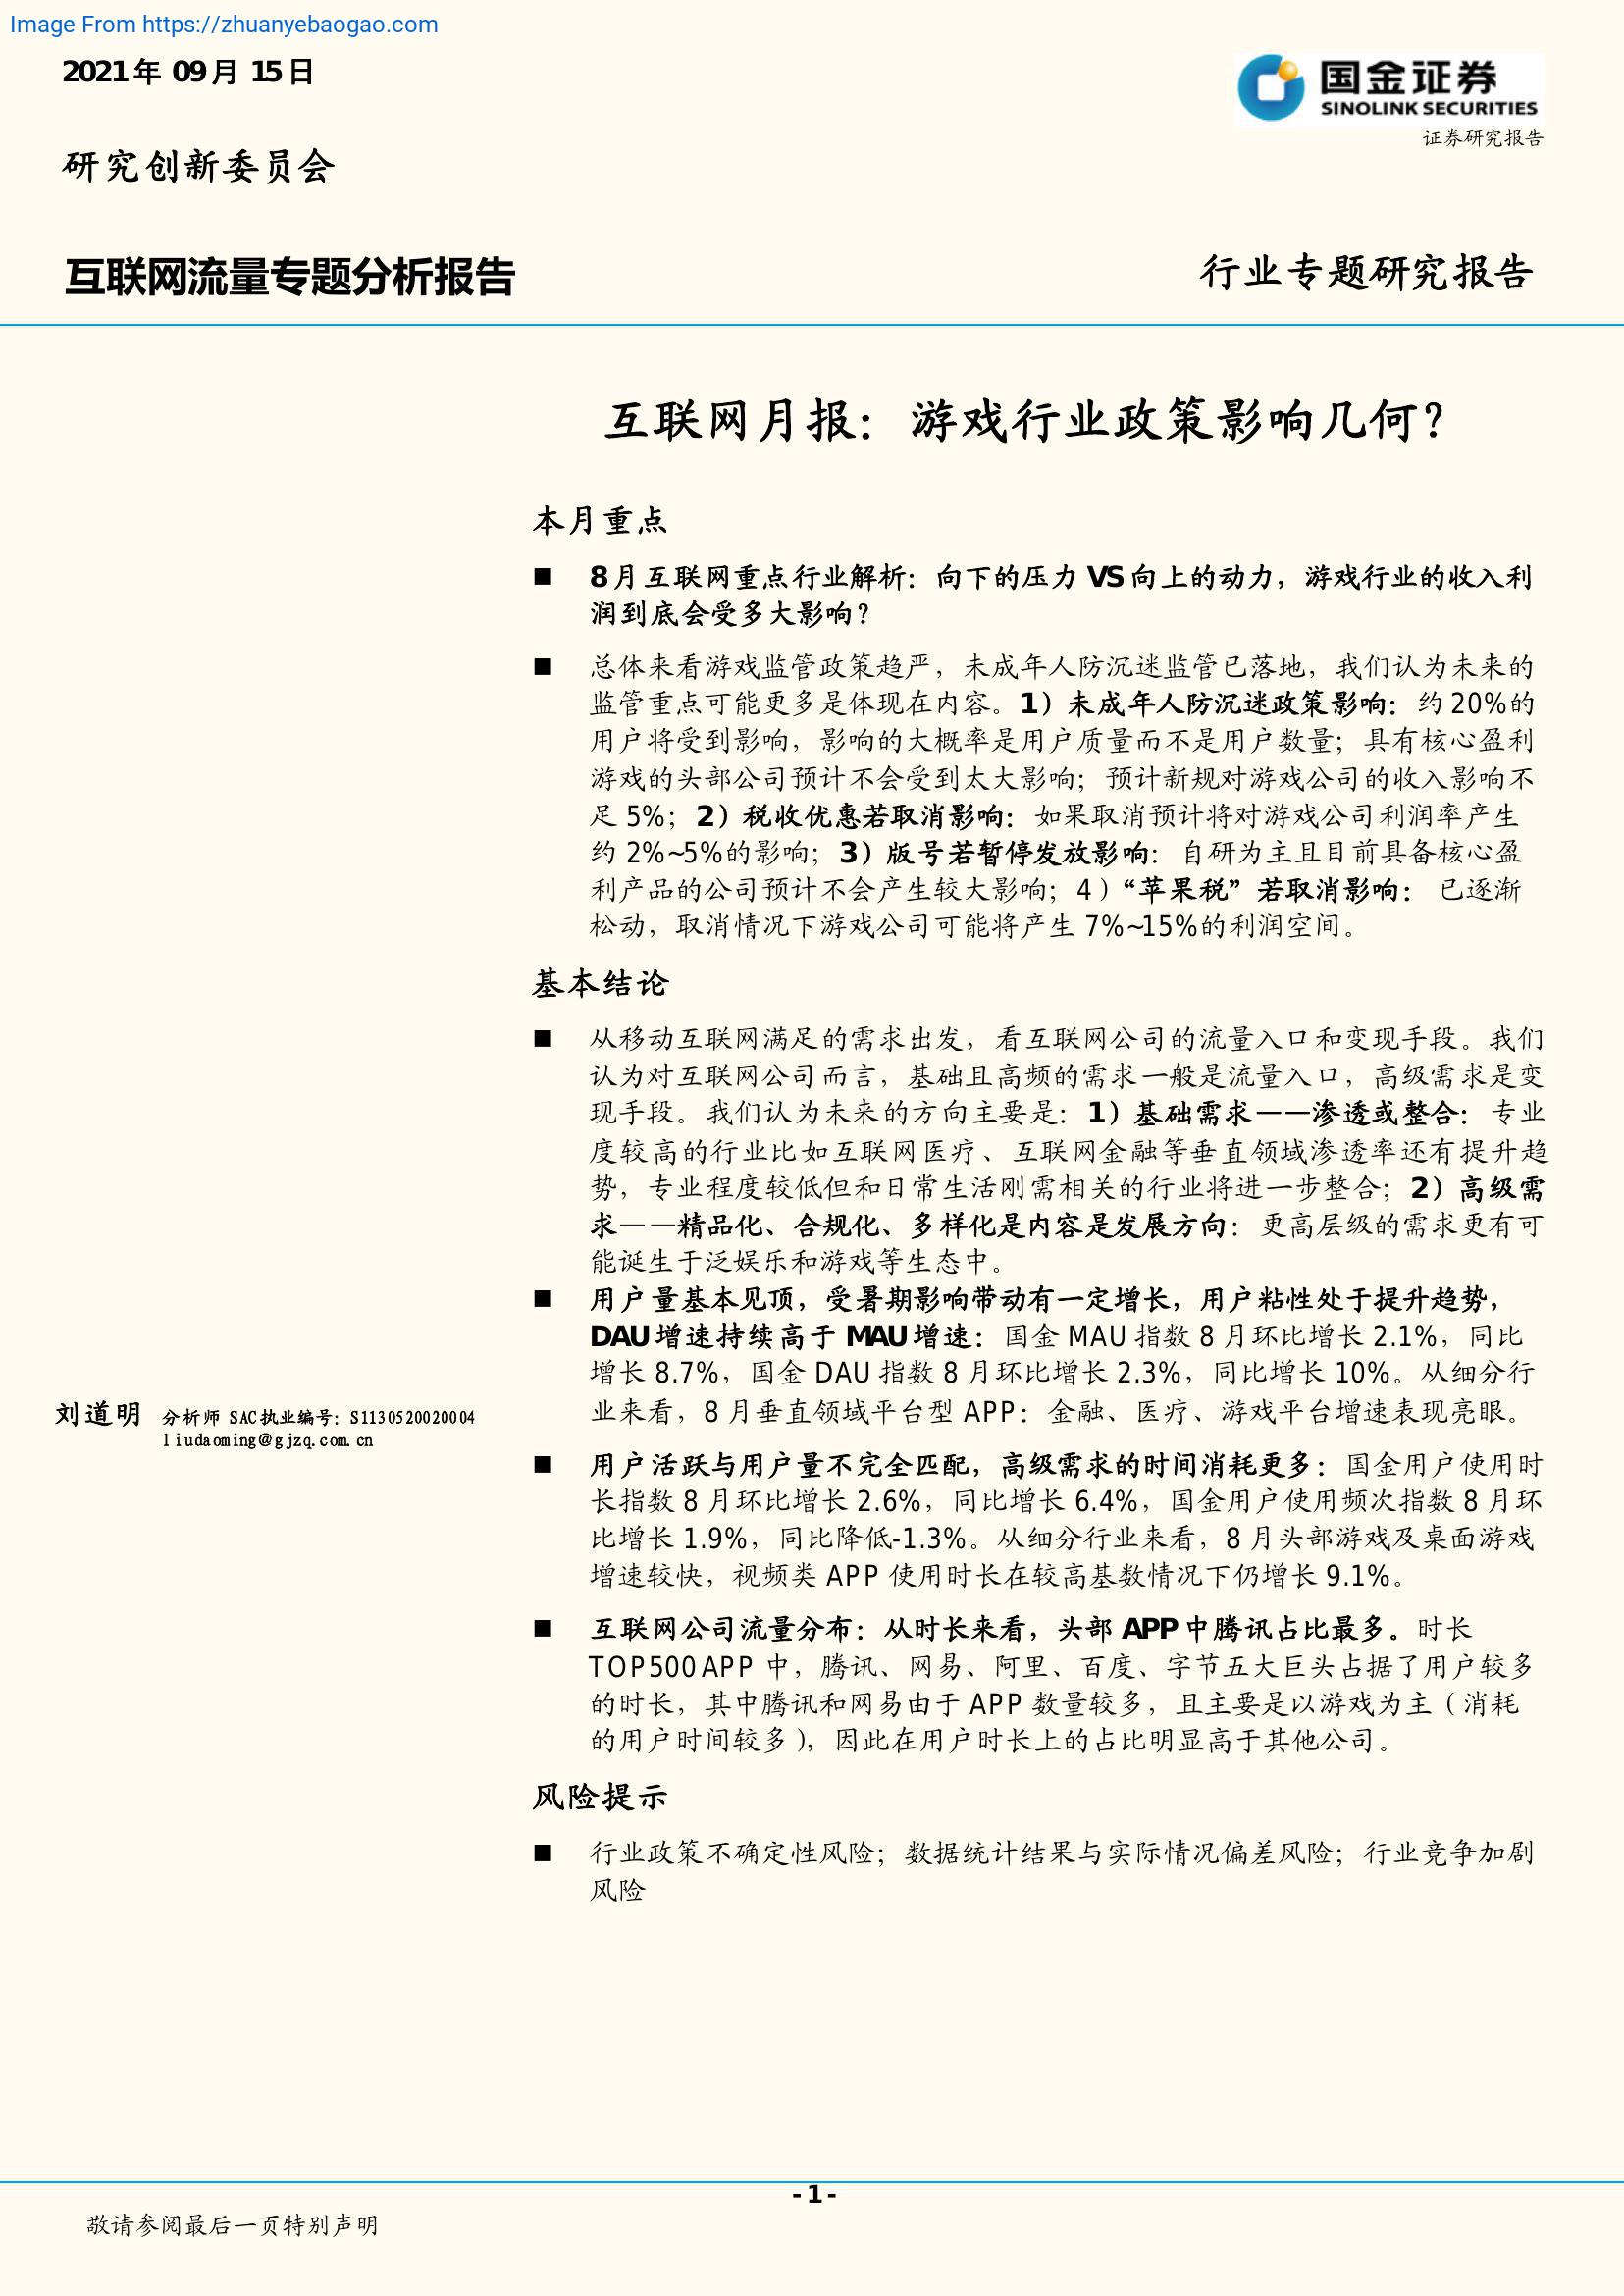 Image From https://zhuanyebaogao.com
2021年 09月 15日
国金证券
SINOLINK SECURITIES
证券研究报告
研究创新委员会
互联网流量专题分析报告
行业专题研究报告
互联网月报：游戏行业政策影响几何？
本月重点
■ 8月互联网重点行业解析：向下的压力 VS向上的动力，游戏行业的收入利
润到底会受多大影响？
■ 总体来看游戏监管政策趋严，未成年人防沉迷监管已落地，我们认为未来的
监管重点可能更多是体现在内容。1）未成年人防沉迷政策影响：约20%的
用户将受到影响，影响的大概率是用户质量而不是用户数量；具有核心盈利
游戏的头部公司预计不会受到太大影响；预计新规对游戏公司的收入影响不
足 5%；2）税收优惠若取消影响：如果取消预计将对游戏公司利润率产生
约 2%~5%的影响；3）版号若暂停发放影响：自研为主且目前具备核心盈
利产品的公司预计不会产生较大影响；4）“苹果税”若取消影响：已逐渐
松动，取消情况下游戏公司可能将产生 7%~15%的利润空间。
基本结论
■ 从移动互联网满足的需求出发，看互联网公司的流量入口和变现手段。我们
认为对互联网公司而言，基础且高频的需求一般是流量入口，高级需求是变
现手段。我们认为未来的方向主要是：1）基础需求——渗透或整合：专业
度较高的行业比如互联网医疗、互联网金融等垂直领域渗透率还有提升趋
势，专业程度较低但和日常生活刚需相关的行业将进一步整合；2）高级需
求——精品化、合规化、多样化是内容是发展方向：更高层级的需求更有可
能诞生于泛娱乐和游戏等生态中。
■ 用户量基本见顶，受暑期影响带动有一定增长，用户粘性处于提升趋势，
DAU增速持续高于 MAU增速：国金 MAU 指数 8 月环比增长 2.1%，同比
增长 8.7%，国金 DAU 指数 8 月环比增长 2.3%，同比增长 10%。从细分行
业来看，8 月垂直领域平台型 APP：金融、医疗、游戏平台增速表现亮眼。
■ 用户活跃与用户量不完全匹配，高级需求的时间消耗更多：国金用户使用时
长指数 8 月环比增长 2.6%，同比增长 6.4%，国金用户使用频次指数 8 月环
比增长 1.9%，同比降低-1.3%。从细分行业来看，8 月头部游戏及桌面游戏
增速较快，视频类 APP 使用时长在较高基数情况下仍增长 9.1%。
■ 互联网公司流量分布：从时长来看，头部 APP中腾讯占比最多。时长
TOP500APP 中，腾讯、网易、阿里、百度、字节五大巨头占据了用户较多
的时长，其中腾讯和网易由于 APP 数量较多，且主要是以游戏为主（消耗
的用户时间较多），因此在用户时长上的占比明显高于其他公司。
风险提示
■ 行业政策不确定性风险；数据统计结果与实际情况偏差风险；行业竞争加剧
风险
刘道明 分析师 SAC执业编号：S1130520020004
liudaoming@gjzq.com.cn
- 1 -
敬请参阅最后一页特别声明